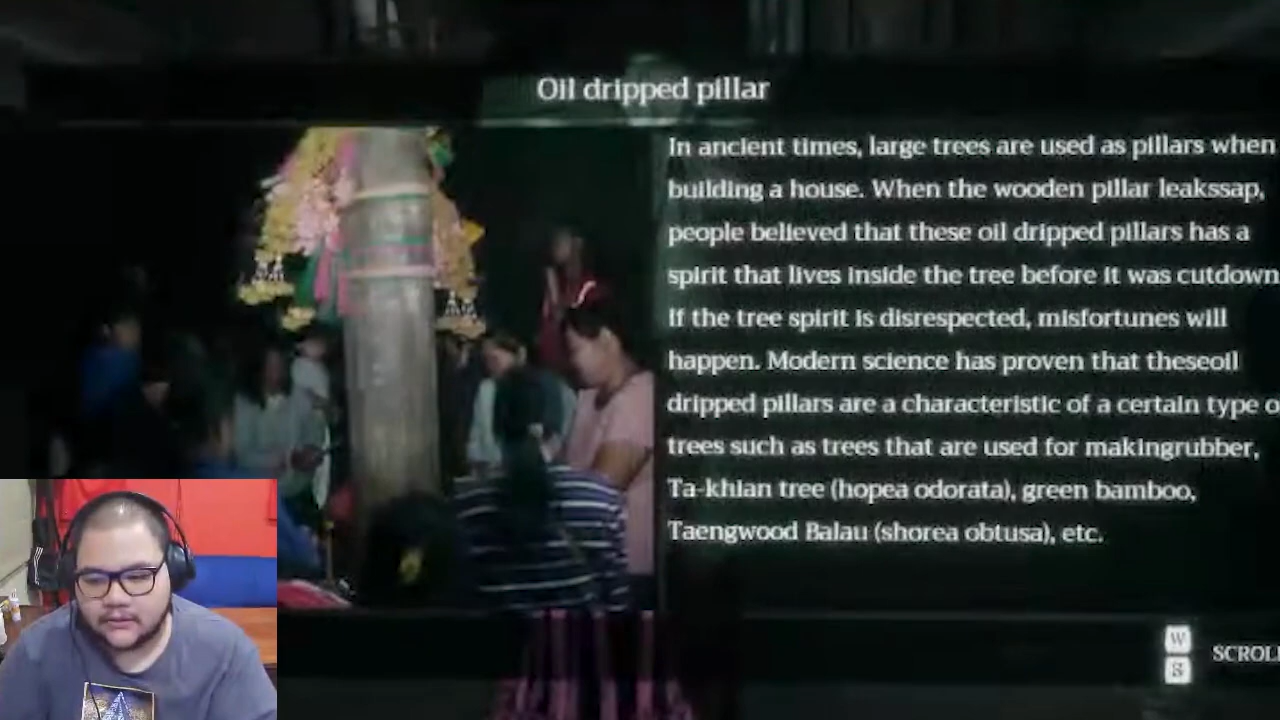 Oil dripped pillar
In ancient times, large trees are used as pillars when
building a house. When the wooden pillar leakssap,
people believed that these oil dripped pillars has a
spirit that lives inside the tree before it was cutdown
If the tree spirit is disrespected, misfortunes will
happen. Modern science has proven that theseoil
dripped pillars are a characteristic of a certain type o
trees such as trees that are used for makingrubber,
Ta-khian tree (hopea odorata), green bamboo,
Taengwood Balau (shorea obtusa), etc.
W
S
SCROLL